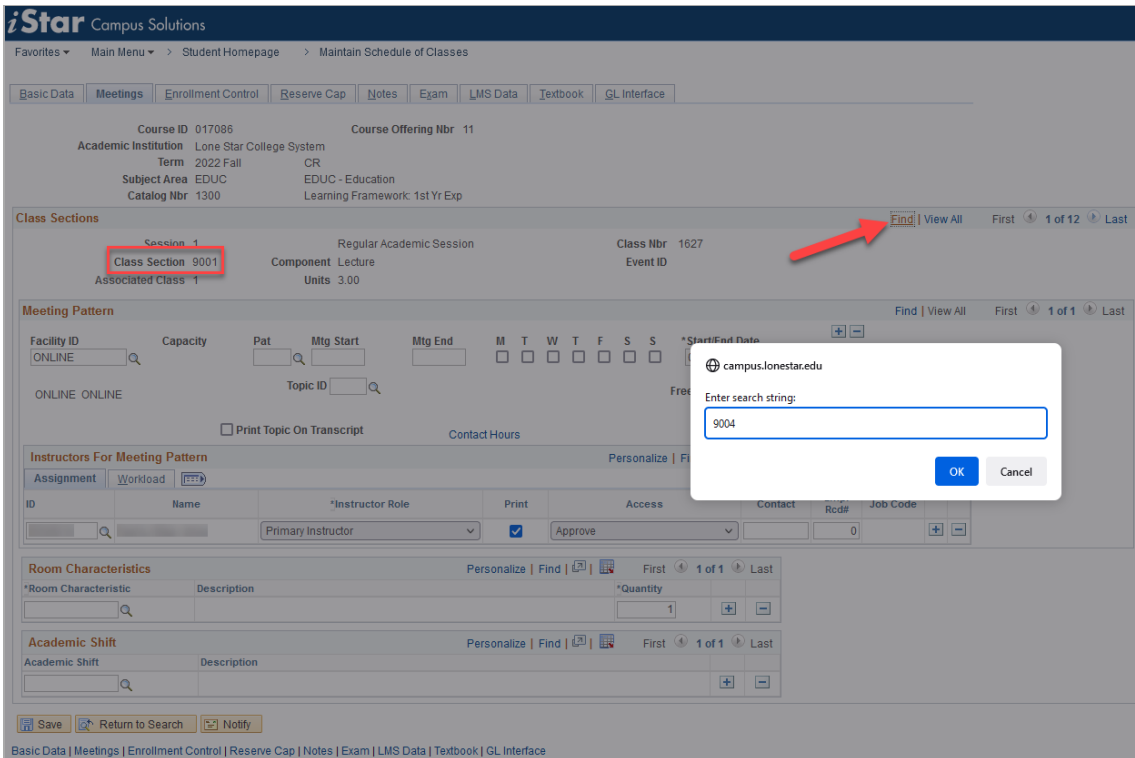 iStar Campus Solutions
Favorites Main Menu > Student Homepage > Maintain Schedule of Classes
Basic Data Meetings Enrollment Control Reserve Cap Notes Exam LMS Data Textbook GL Interface
Course ID 017086 Course Offering Nbr 11
Academic Institution Lone Star College System
Term 2022 Fall CR
Subject Area EDUC EDUC - Education
Catalog Nbr 1300 Learning Framework: 1st Yr Exp
Class Sections Find | View All First 1 of 12 Last
Session 1 Regular Academic Session Class Nbr 1627
Class Section 9001 Component Lecture Event ID
Associated Class 1 Units 3.00
Meeting Pattern Find | View All First 1 of 1 Last
Facility ID Capacity Pat Mtg Start Mtg End M T W T F S S *Start/End Date
ONLINE
campus.lonestar.edu
Topic ID
ONLINE ONLINE
Enter search string:
9004
Print Topic On Transcript Contact Hours
Instructors For Meeting Pattern Personalize |
OK Cancel
Assignment Workload
ID Name *Instructor Role Print Access Contact Rcd# Job Code
Primary Instructor Approve 0
Room Characteristics Personalize | Find | | First 1 of 1 Last
*Room Characteristic Description *Quantity
1
Academic Shift Personalize | Find | | First 1 of 1 Last
Academic Shift Description
Save Return to Search Notify
Basic Data | Meetings | Enrollment Control | Reserve Cap | Notes | Exam | LMS Data | Textbook | GL Interface